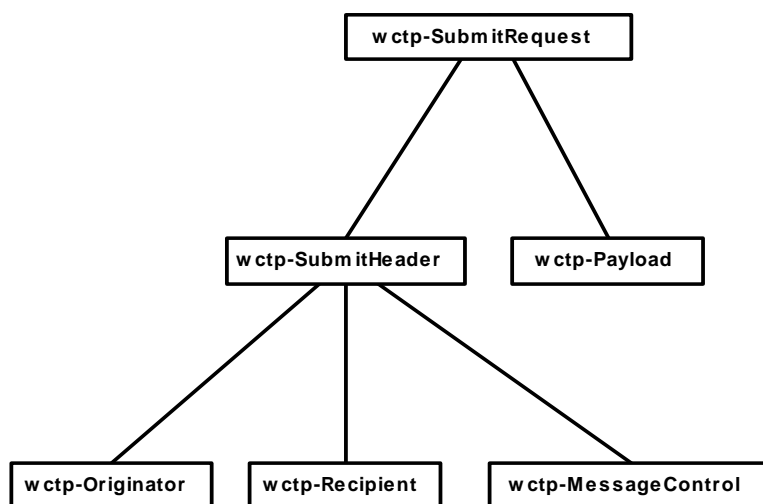 wctp-SubmitRequest
wctp-SubmitHeader
wctp-Payload
wctp-Originator
wctp-Recipient
wctp-MessageControl